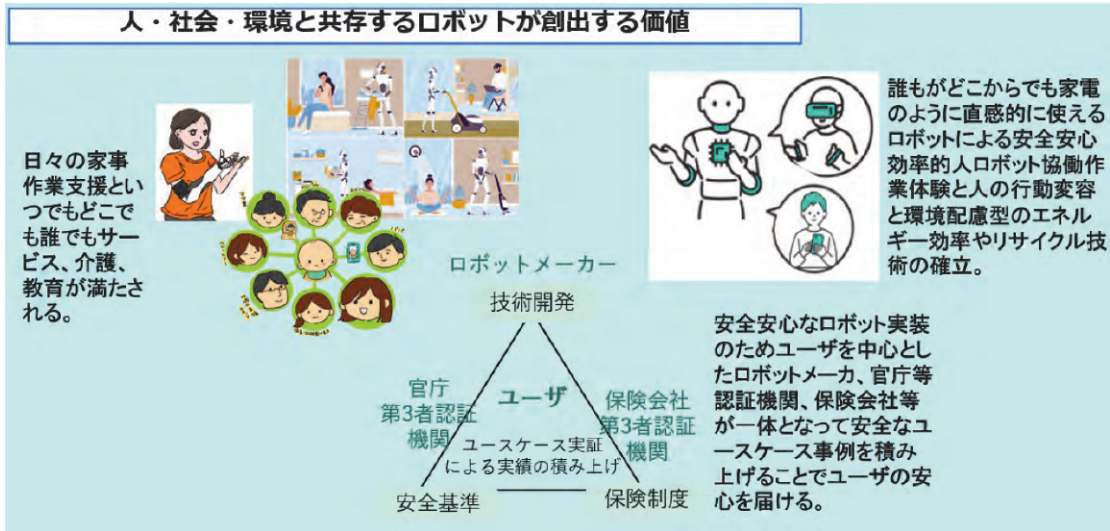 人・社会・環境と共存するロボットが創出する価値
日々の家事
作業支援とい
つでもどこで
も誰でもサー
ビス、介護、
教育が満たさ
れる。
誰もがどこからでも家電
のように直感的に使える
ロボットによる安全安心
効率的人ロボット協働作
業体験と人の行動変容
と環境配慮型のエネル
ギー効率やリサイクル技
術の確立。
ロボットメーカー
技術開発
官庁
第3者認証
機関
ユーザ
保険会社
第3者認証
機関
ユースケース実証
による実績の積み上げ
安全基準
保険制度
安全安心なロボット実装
のためユーザを中心とし
たロボットメーカ、官庁等
認証機関、保険会社等
が一体となって安全なユ
ースケース事例を積み
上げることでユーザの安
心を届ける。